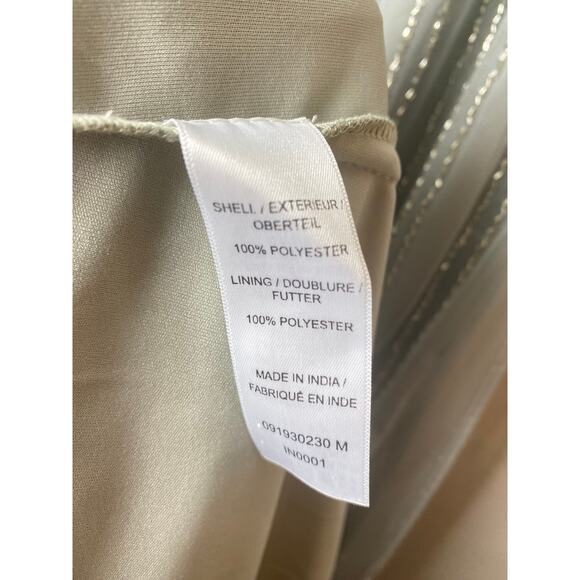 SHELL / EXTERIEUR /
OBERTEIL
100% POLYESTER
LINING / DOUBLURE /
FUTTER
100% POLYESTER
MADE IN INDIA /
FABRIQUÉ EN INDE
091930230 M
IN0001